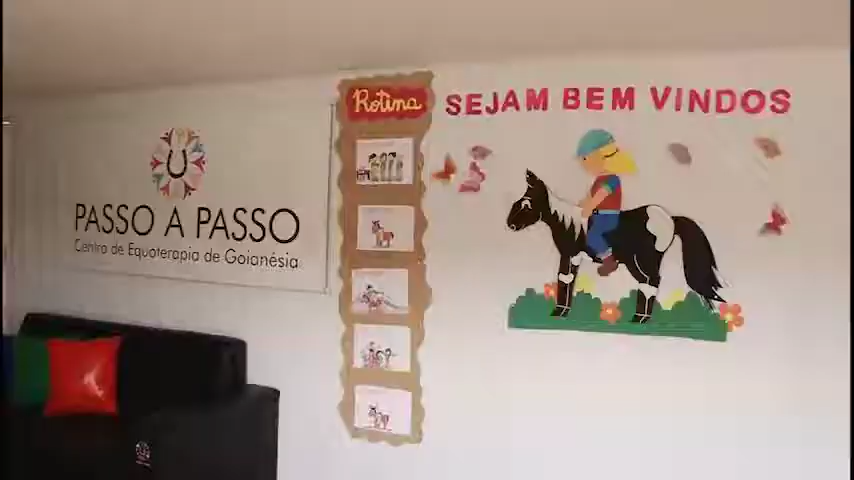 PASSO A PASSO
Centro de Equoterapia de Goianésia
Rotina
SEJAM BEM VINDOS